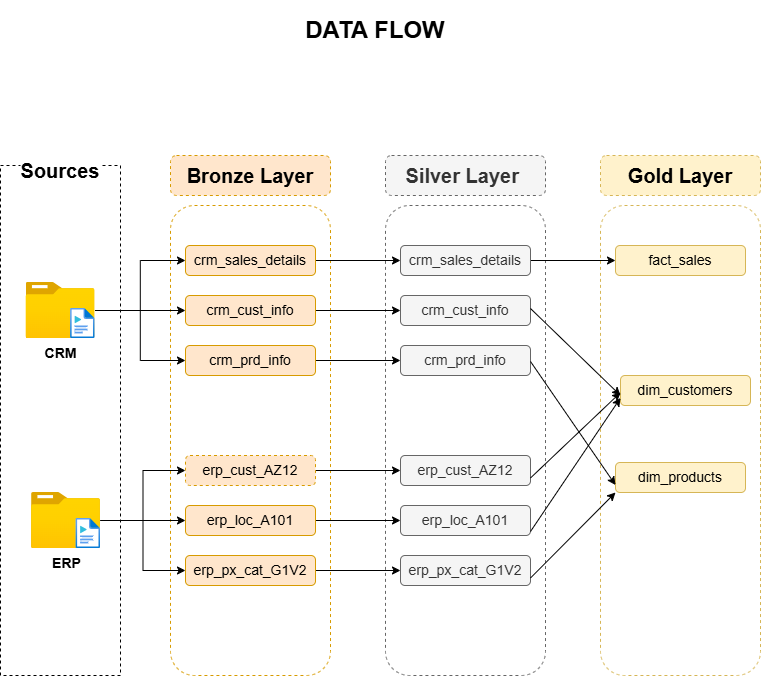 DATA FLOW
Sources
Bronze Layer
Silver Layer
Gold Layer
crm_sales_details
crm_sales_details
fact_sales
crm_cust_info
crm_cust_info
CRM
crm_prd_info
crm_prd_info
dim_customers
erp_cust_AZ12
erp_cust_AZ12
dim_products
erp_loc_A101
erp_loc_A101
ERP
erp_px_cat_G1V2
erp_px_cat_G1V2